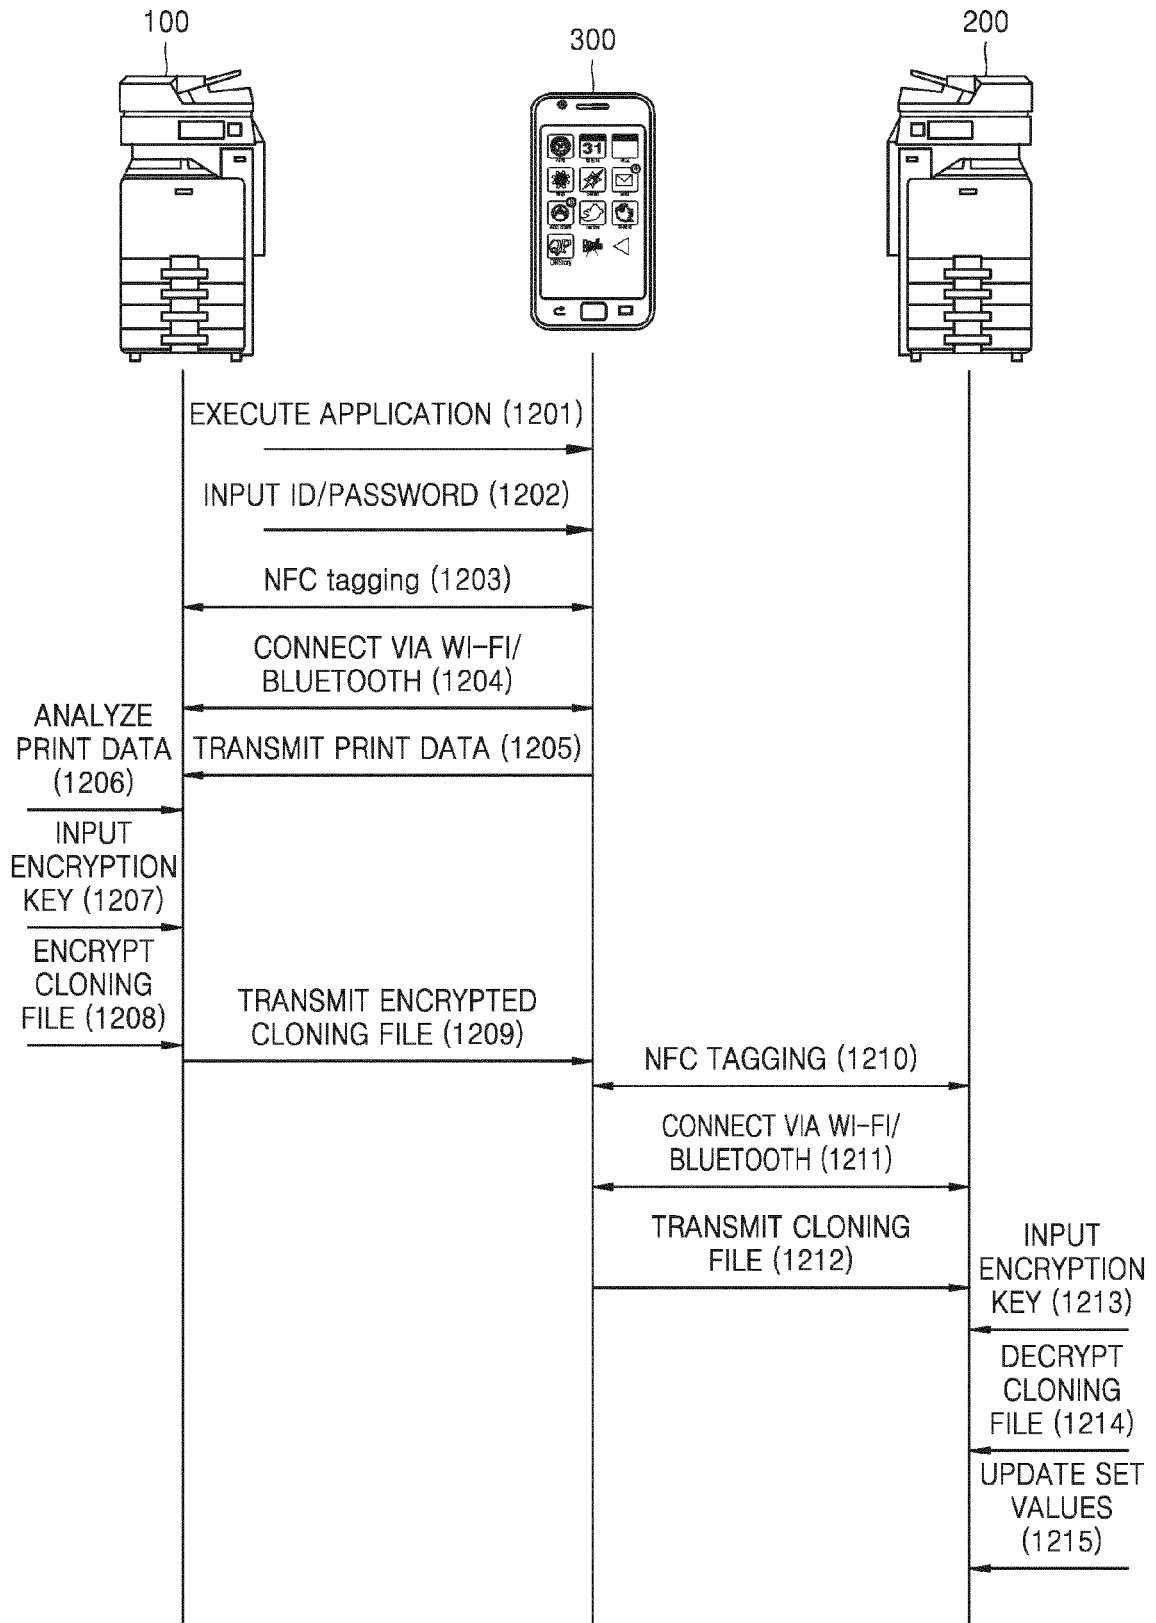 100
300
200
31
EXECUTE APPLICATION (1201)
INPUT ID/PASSWORD (1202)
NFC tagging (1203)
CONNECT VIA WI-FI/
BLUETOOTH (1204)
ANALYZE
PRINT DATA
(1206)
TRANSMIT PRINT DATA (1205)
INPUT
ENCRYPTION
KEY (1207)
ENCRYPT
CLONING
FILE (1208)
TRANSMIT ENCRYPTED
CLONING FILE (1209)
NFC TAGGING (1210)
CONNECT VIA WI-FI/
BLUETOOTH (1211)
TRANSMIT CLONING
FILE (1212)
INPUT
ENCRYPTION
KEY (1213)
DECRYPT
CLONING
FILE (1214)
UPDATE SET
VALUES
(1215)